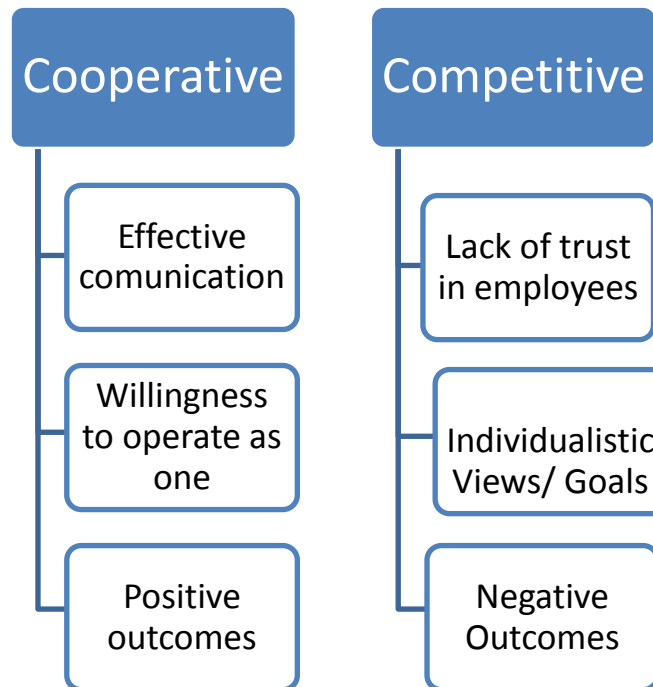 Cooperative
Effective
comunication
Willingness
to operate as
one
Positive
outcomes
Competitive
Lack of trust
in employees
Individualistic
Views/ Goals
Negative
Outcomes